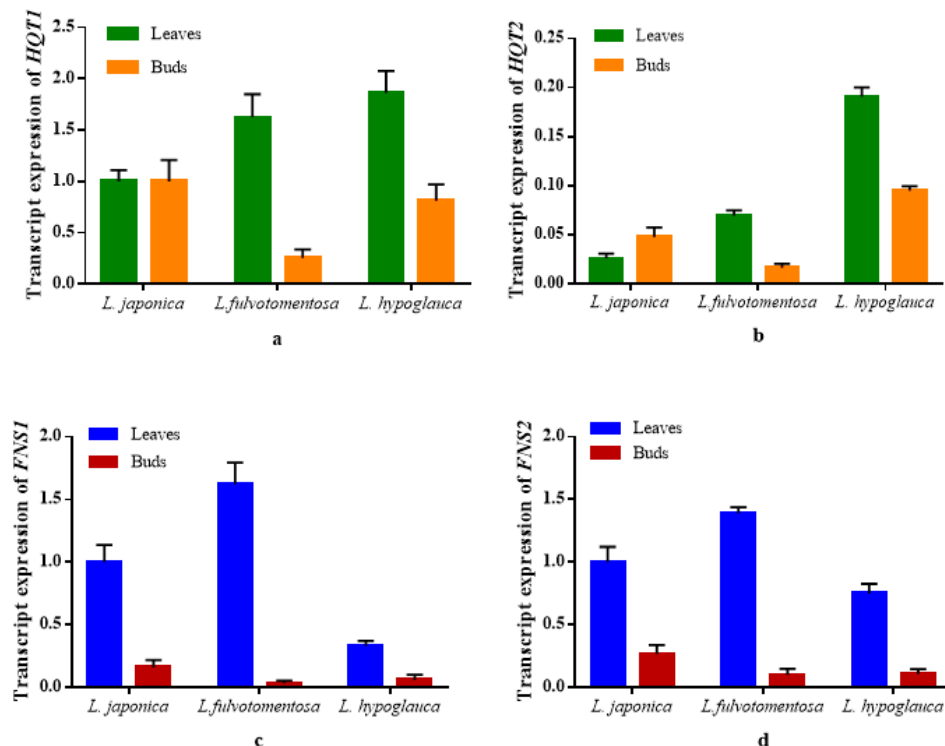 Transcript expression of HQT1
2.5
2.0
1.5
1.0
0.5
0.0
Leaves
Buds
L. japonica L.fulvotomentosa L. hypoglauca
a
Transcript expression of HQT2
0.25
0.20
0.15
0.10
0.05
0.00
Leaves
Buds
L. japonica L.fulvotomentosa L. hypoglauca
b
Transcript expression of FNS1
2.0
1.5
1.0
0.5
0.0
Leaves
Buds
L. japonica L.fulvotomentosa L. hypoglauca
c
Transcript expression of FNS2
2.0
1.5
1.0
0.5
0.0
Leaves
Buds
L. japonica L.fulvotomentosa L. hypoglauca
d